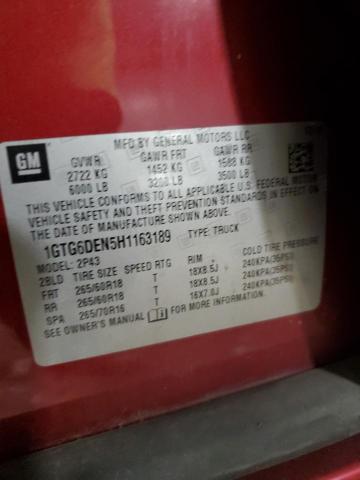 GM
MFD BY GENERAL MOTORS LLC
GVWR GAWR FRT GAWR RR
2722 KG 1452 KG 1588 KG
6000 LB 3200 LB 3500 LB
THIS VEHICLE CONFORMS TO ALL APPLICABLE U.S. FEDERAL MOTOR
VEHICLE SAFETY AND THEFT PREVENTION STANDARDS IN EFFECT ON
THE DATE OF MANUFACTURE SHOWN ABOVE.
1GTG6DEN5H1163189 TYPE: TRUCK
MODEL: 2P43
2BLD TIRE SIZE SPEED RTG RIM COLD TIRE PRESSURE
FRT 265/60R18 T 18X8.5J 240KPA(35PSI)
RR 265/60R18 T 18X8.5J 240KPA(35PSI)
SPA 265/70R16 T 16X7.0J 240KPA(35PSI)
SEE OWNER'S MANUAL FOR MORE INFORMATION.